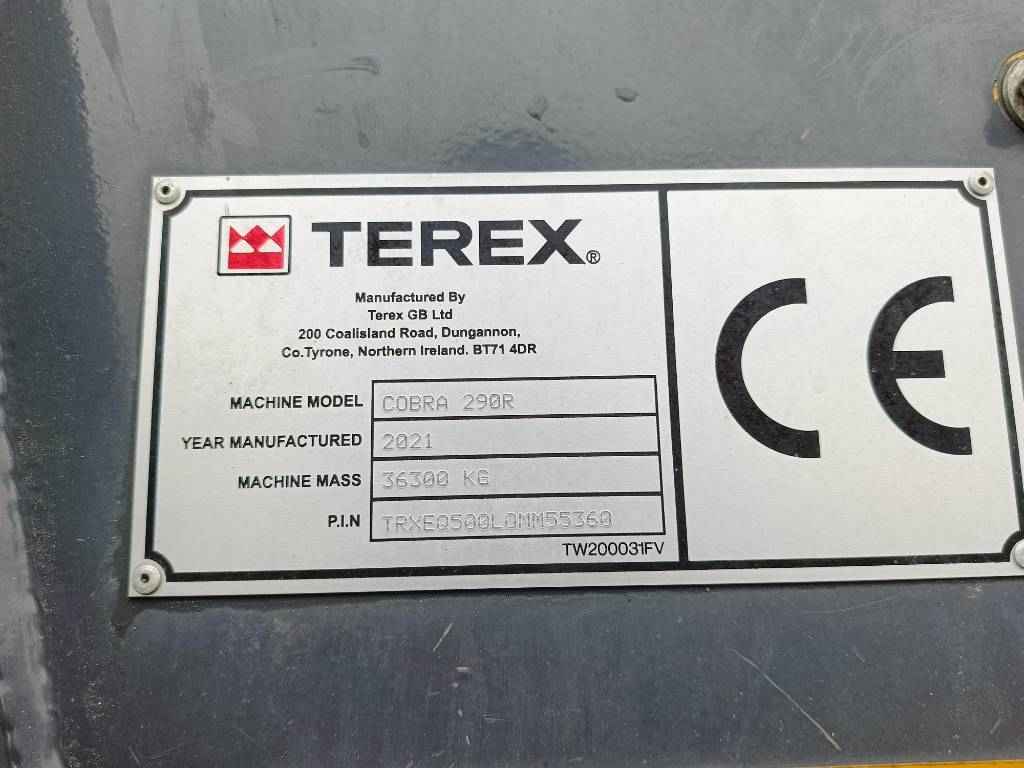 TEREX®
Manufactured By
Terex GB Ltd
200 Coalisland Road, Dungannon,
Co.Tyrone, Northern Ireland. BT71 4DR
MACHINE MODEL COBRA 290R
YEAR MANUFACTURED 2021
MACHINE MASS 36300 KG
P.I.N TRXEQ500LOMM55360
TW200031FV
CE